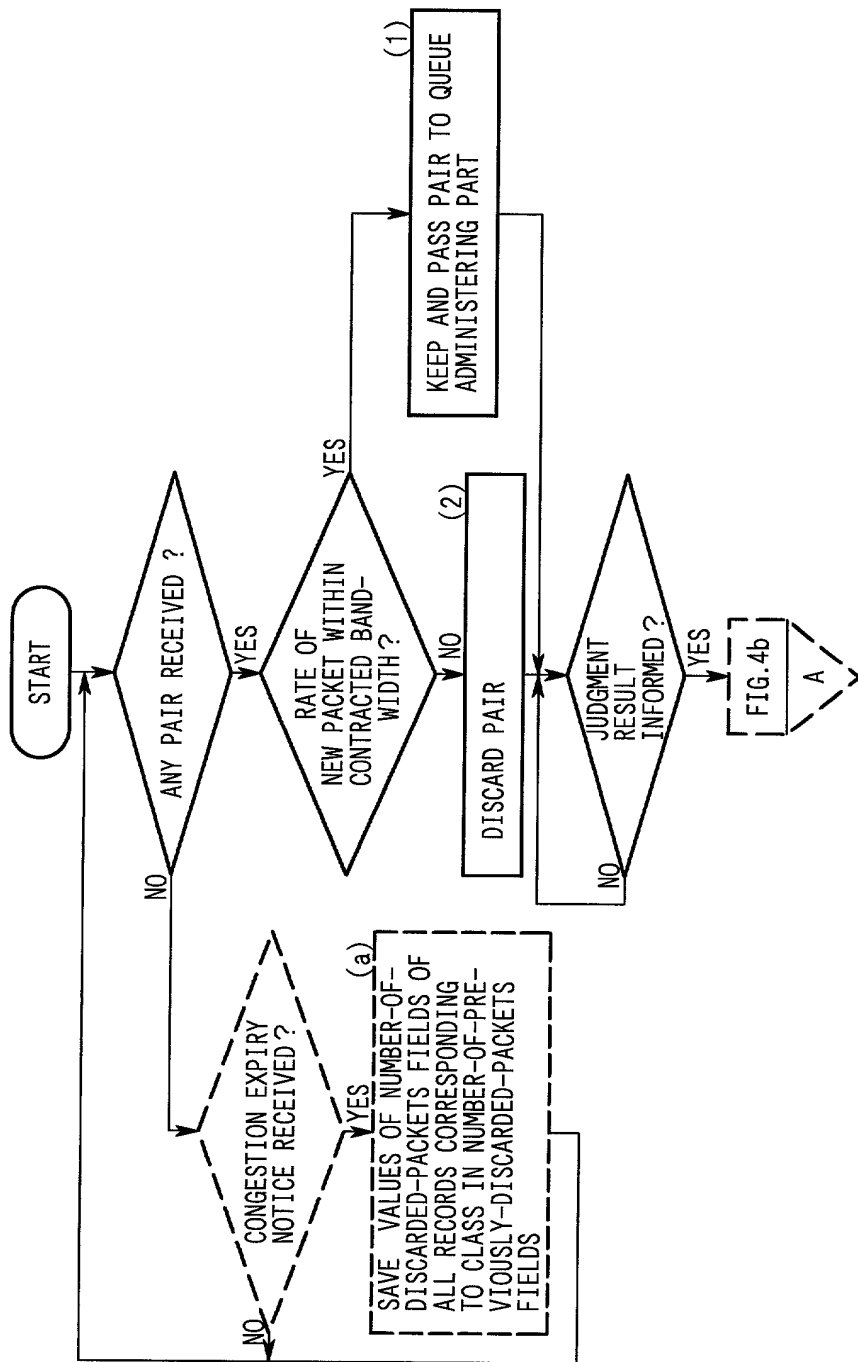 START
ANY PAIR RECEIVED ?
NO
YES
CONGESTION EXPIRY
NOTICE RECEIVED?
NO
YES
(a)
SAVE VALUES OF NUMBER-OF-
DISCARDED-PACKETS FIELDS OF
ALL RECORDS CORRESPONDING
TO CLASS IN NUMBER-OF-PRE-
VIOUSLY-DISCARDED-PACKETS
FIELDS
RATE OF
NEW PACKET WITHIN
CONTRACTED BAND-
WIDTH?
YES
NO
(1)
KEEP AND PASS PAIR TO QUEUE
ADMINISTERING PART
(2)
DISCARD PAIR
JUDGMENT
RESULT
INFORMED?
NO
YES
FIG.4b
A